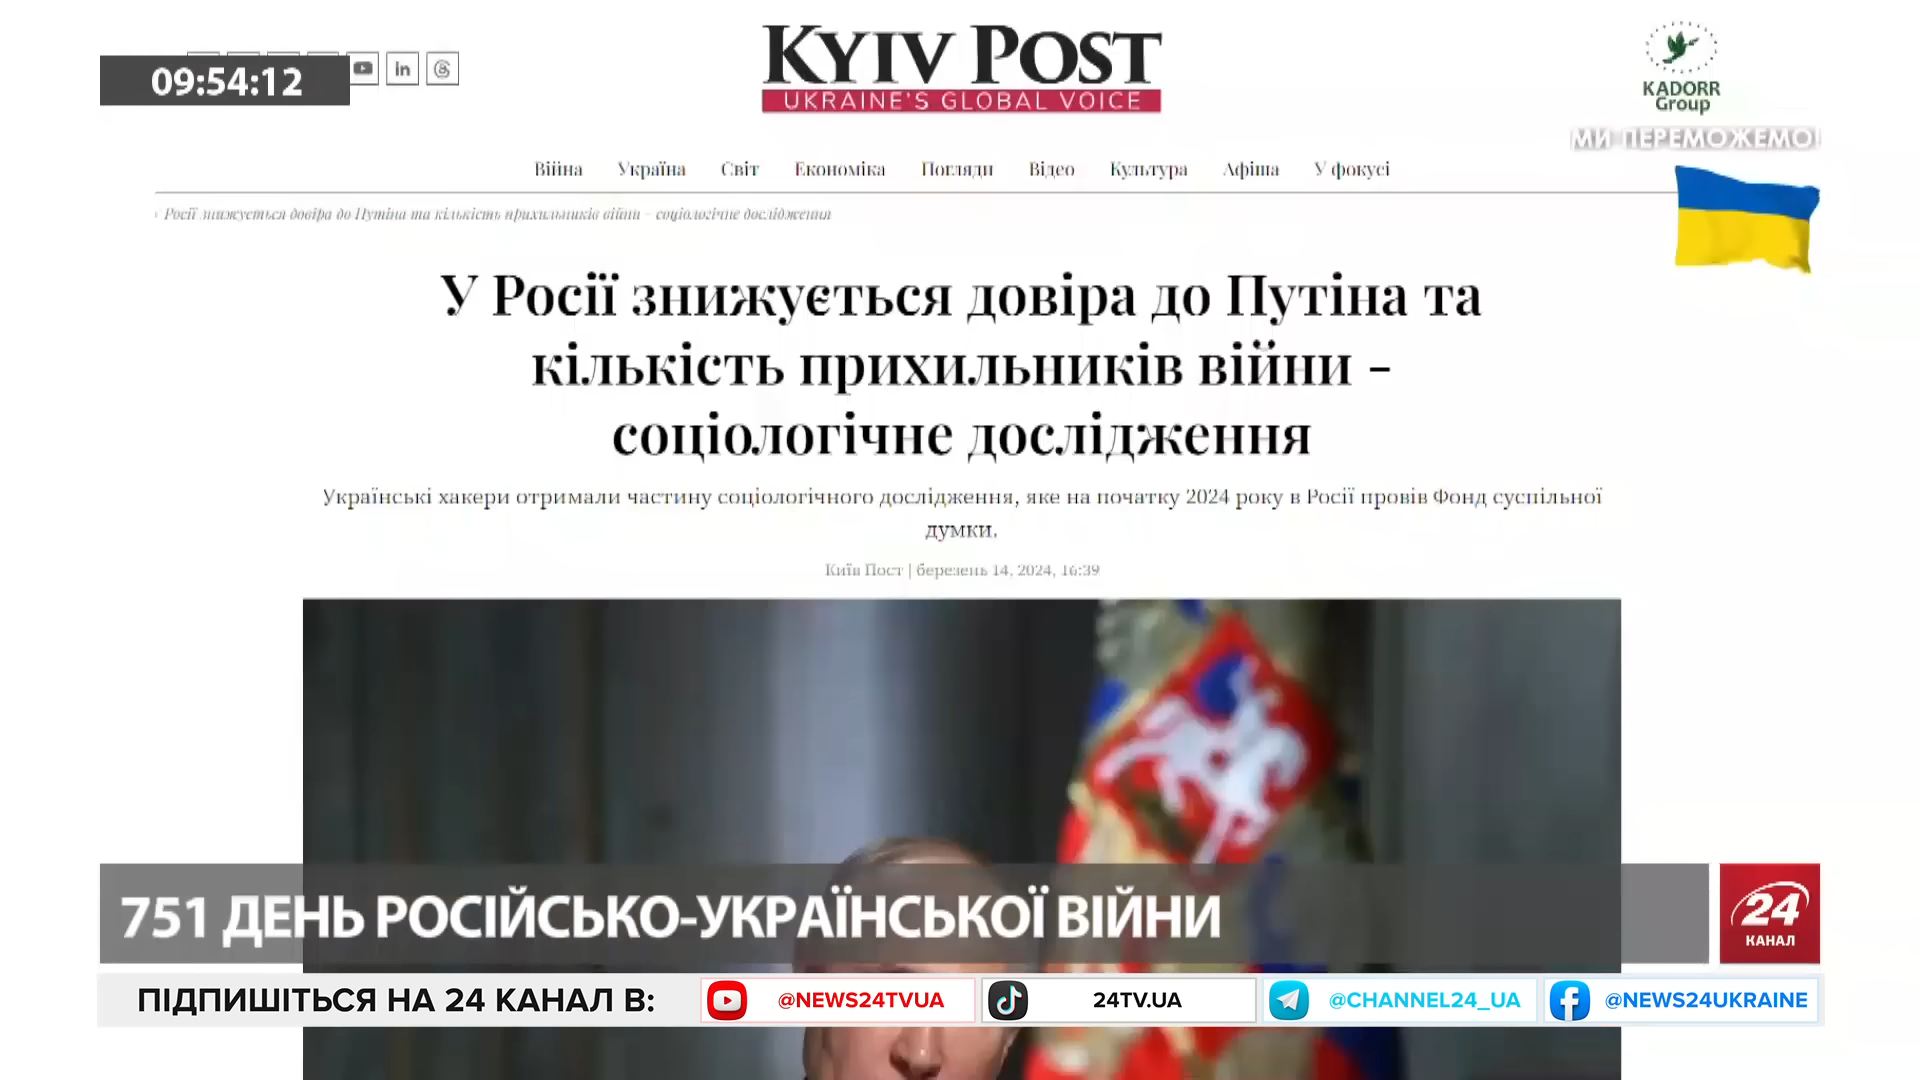 09:54:12
KYIV POST
UKRAINE'S GLOBAL VOICE
KADORR
Group
МИ ПЕРЕМОЖЕМО!
Війна Україна Світ Економіка Погляди Відео Культура Афіша У фокусі
Росії знижується довіра до Путіна та кількість прихильників війни – соціологічне дослідження
У Росії знижується довіра до Путіна та
кількість прихильників війни –
соціологічне дослідження
Українські хакери отримали частину соціологічного дослідження, яке на початку 2024 року в Росії провів Фонд суспільної
думки.
Київ Пост | березень 14, 2024, 16:39
751 ДЕНЬ РОСІЙСЬКО-УКРАЇНСЬКОЇ ВІЙНИ
24
КАНАЛ
ПІДПИШІТЬСЯ НА 24 КАНАЛ В: @NEWS24TVUA 24TV.UA @CHANNEL24_UA @NEWS24UKRAINE